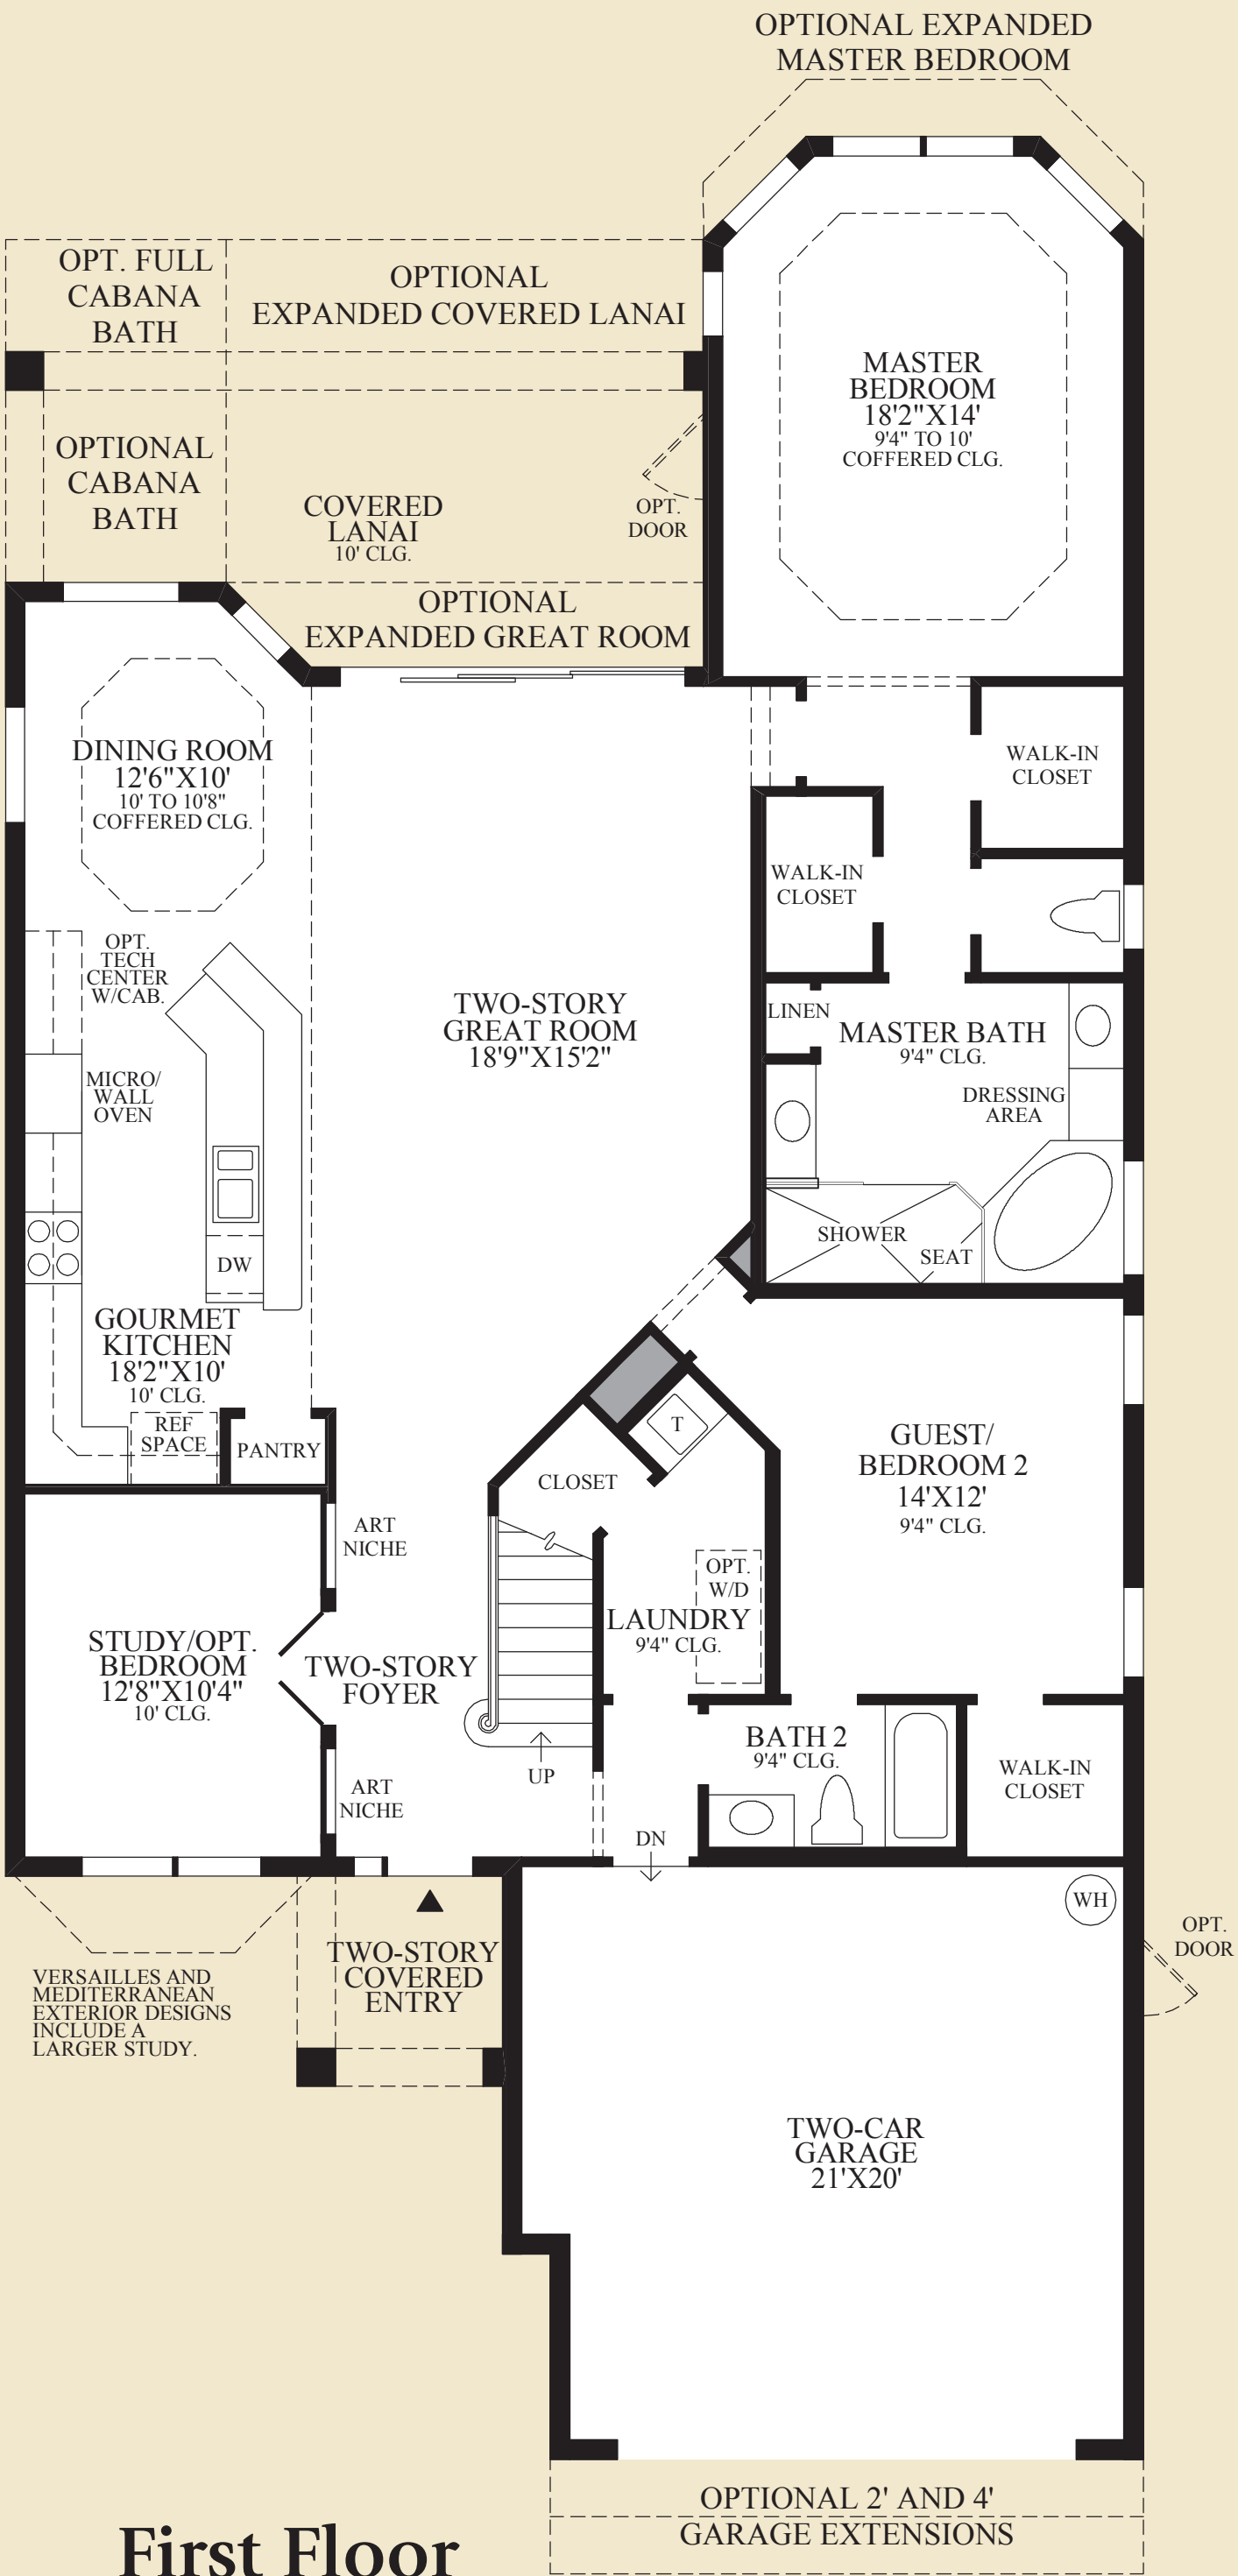 OPTIONAL EXPANDED
MASTER BEDROOM
OPT. FULL
CABANA
BATH
OPTIONAL
EXPANDED COVERED LANAI
MASTER
BEDROOM
18'2"X14'
9'4" TO 10'
COFFERED CLG.
OPTIONAL
CABANA
BATH
COVERED
LANAI
10' CLG.
OPT.
DOOR
OPTIONAL
EXPANDED GREAT ROOM
DINING ROOM
12'6"X10'
10' TO 10'8"
COFFERED CLG.
WALK-IN
CLOSET
WALK-IN
CLOSET
OPT.
TECH
CENTER
W/CAB.
TWO-STORY
GREAT ROOM
18'9"X15'2"
LINEN
MASTER BATH
9'4" CLG.
MICRO/
WALL
OVEN
DRESSING
AREA
SHOWER
SEAT
DW
GOURMET
KITCHEN
18'2"X10'
10' CLG.
REF
SPACE
PANTRY
T
CLOSET
GUEST/
BEDROOM 2
14'X12'
9'4" CLG.
ART
NICHE
OPT.
W/D
LAUNDRY
9'4" CLG.
STUDY/OPT.
BEDROOM
12'8"X10'4"
10' CLG.
TWO-STORY
FOYER
BATH 2
9'4" CLG.
UP
WALK-IN
CLOSET
ART
NICHE
DN
WH
OPT.
DOOR
TWO-STORY
COVERED
ENTRY
VERSAILLES AND
MEDITERRANEAN
EXTERIOR DESIGNS
INCLUDE A
LARGER STUDY.
TWO-CAR
GARAGE
21'X20'
OPTIONAL 2' AND 4'
GARAGE EXTENSIONS
First Floor